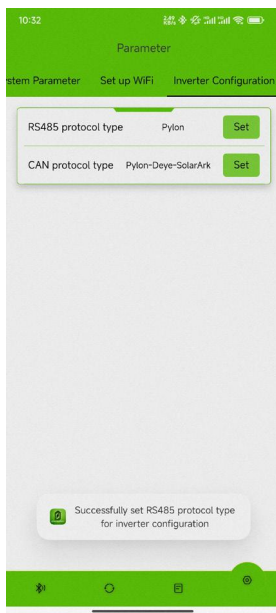 10:32
Parameter
stem Parameter Set up WiFi Inverter Configuration
RS485 protocol type Pylon Set
CAN protocol type Pylon-Deye-SolarArk Set
Successfully set RS485 protocol type
for inverter configuration